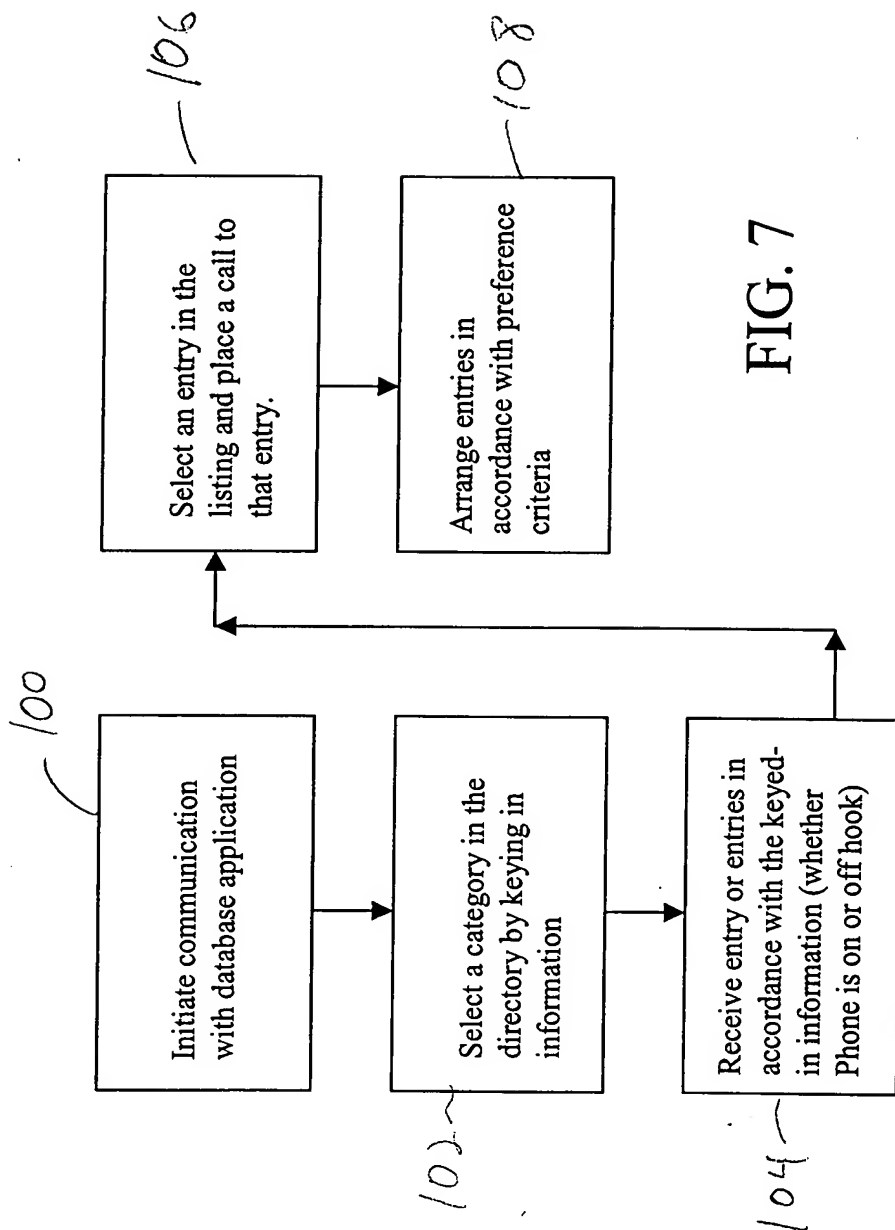 100
Initiate communication
with database application
102
Select a category in the
directory by keying in
information
104
Receive entry or entries in
accordance with the keyed-
in information (whether
Phone is on or off hook)
106
Select an entry in the
listing and place a call to
that entry.
108
Arrange entries in
accordance with preference
criteria
FIG. 7